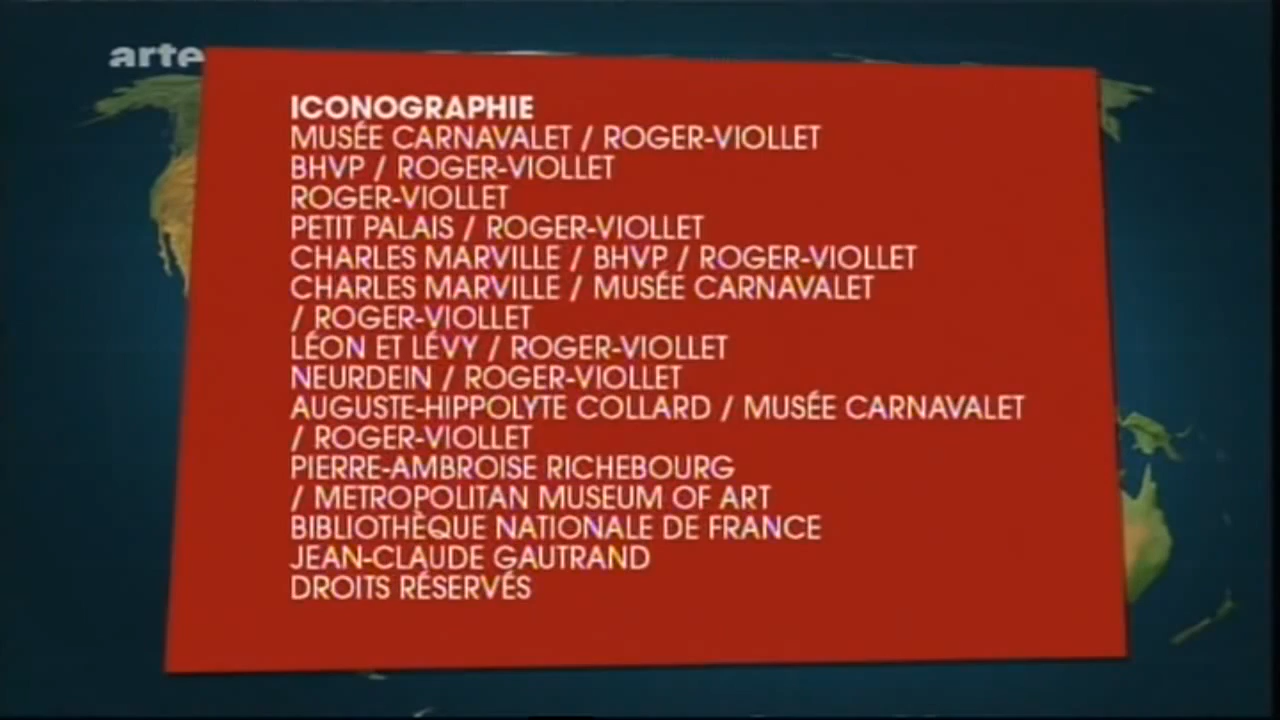 arte
ICONOGRAPHIE
MUSÉE CARNAVALET / ROGER-VIOLLET
BHVP / ROGER-VIOLLET
ROGER-VIOLLET
PETIT PALAIS / ROGER-VIOLLET
CHARLES MARVILLE / BHVP / ROGER-VIOLLET
CHARLES MARVILLE / MUSÉE CARNAVALET
/ ROGER-VIOLLET
LÉON ET LÉVY / ROGER-VIOLLET
NEURDEIN / ROGER-VIOLLET
AUGUSTE-HIPPOLYTE COLLARD / MUSÉE CARNAVALET
/ ROGER-VIOLLET
PIERRE-AMBROISE RICHEBOURG
/ METROPOLITAN MUSEUM OF ART
BIBLIOTHÈQUE NATIONALE DE FRANCE
JEAN-CLAUDE GAUTRAND
DROITS RÉSERVÉS